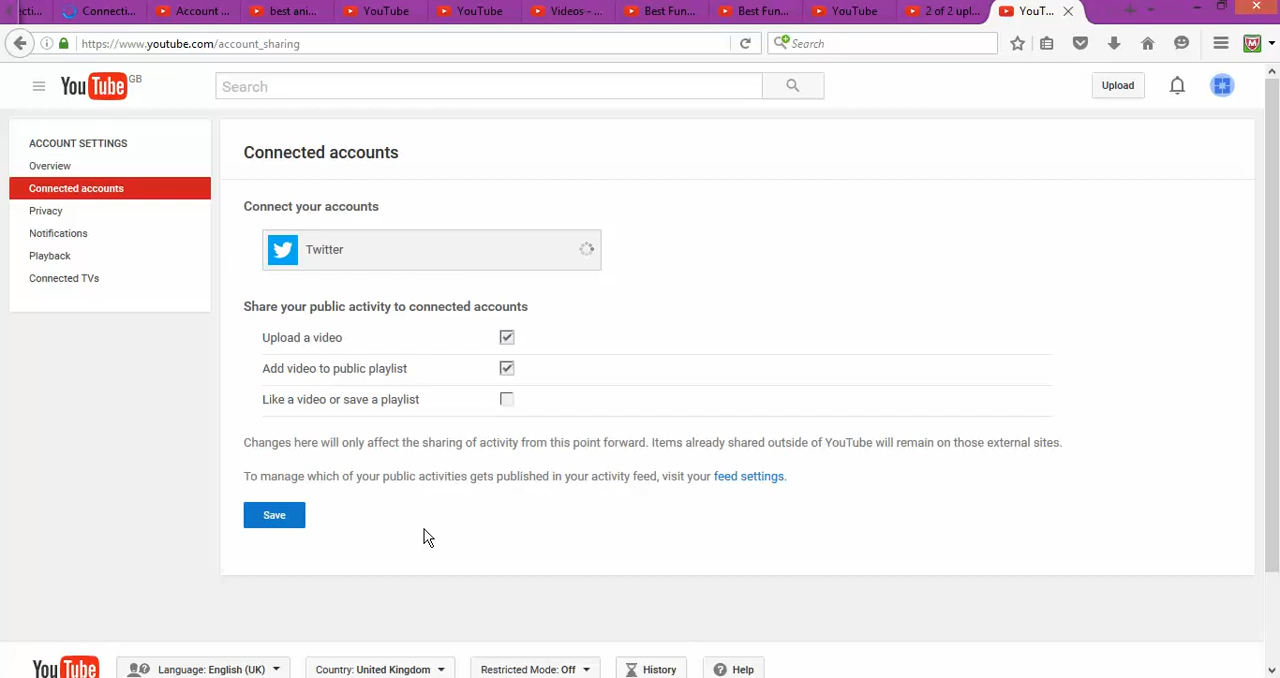 ecti...
Connecti...
Account ...
best ani...
YouTube
YouTube
Videos - ...
Best Fun...
Best Fun...
YouTube
2 of 2 upl...
YouT...
https://www.youtube.com/account_sharing
Search
YouTube GB
Search
Upload
ACCOUNT SETTINGS
Overview
Connected accounts
Privacy
Notifications
Playback
Connected TVs
Connected accounts
Connect your accounts
Twitter
Share your public activity to connected accounts
Upload a video
Add video to public playlist
Like a video or save a playlist
Changes here will only affect the sharing of activity from this point forward. Items already shared outside of YouTube will remain on those external sites.
To manage which of your public activities gets published in your activity feed, visit your feed settings.
Save
YouTube
Language: English (UK)
Country: United Kingdom
Restricted Mode: Off
History
Help